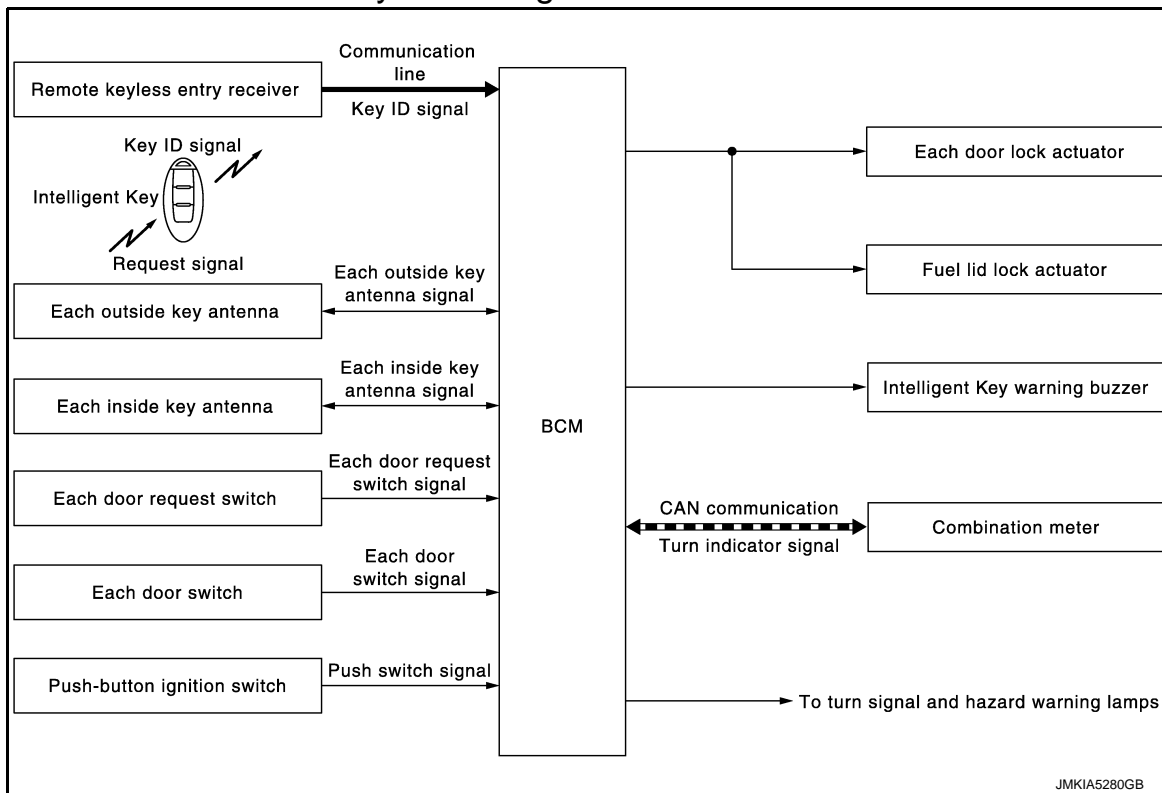 Communication
line
Remote keyless entry receiver
Key ID signal
Key ID signal
Intelligent Key
Request signal
Each outside key
antenna signal
Each outside key antenna
Each inside key
antenna signal
Each inside key antenna
Each door request
switch signal
Each door request switch
Each door
switch signal
Each door switch
Push switch signal
Push-button ignition switch
BCM
Each door lock actuator
Fuel lid lock actuator
Intelligent Key warning buzzer
CAN communication
Turn indicator signal
Combination meter
To turn signal and hazard warning lamps
JMKIA5280GB